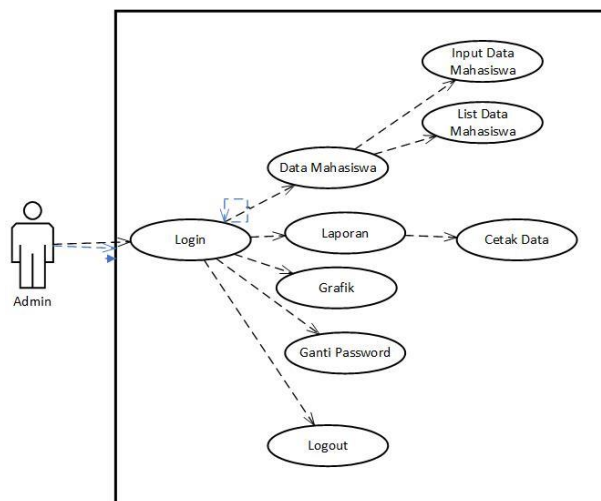 Input Data
Mahasiswa
List Data
Mahasiswa
Data Mahasiswa
Login
Laporan
Cetak Data
Admin
Grafik
Ganti Password
Logout